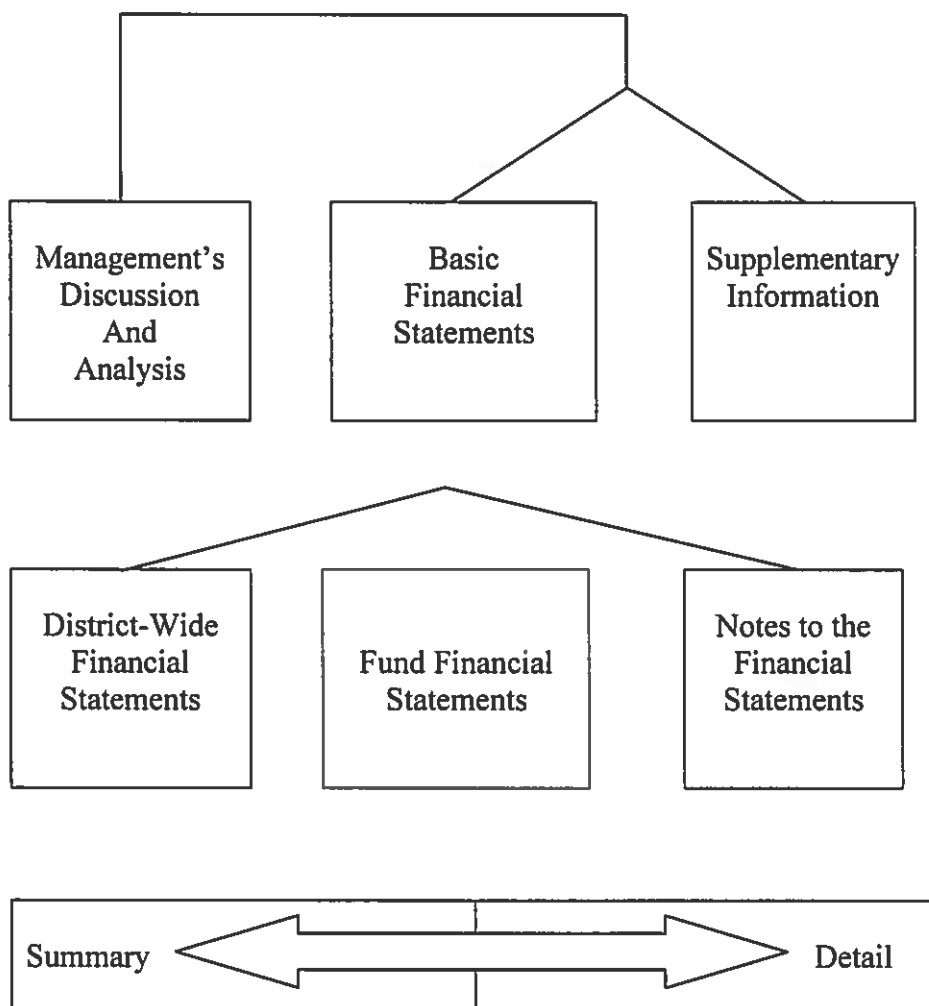 Management's
Discussion
And
Analysis
Basic
Financial
Statements
Supplementary
Information
District-Wide
Financial
Statements
Fund Financial
Statements
Notes to the
Financial
Statements
Summary
Detail